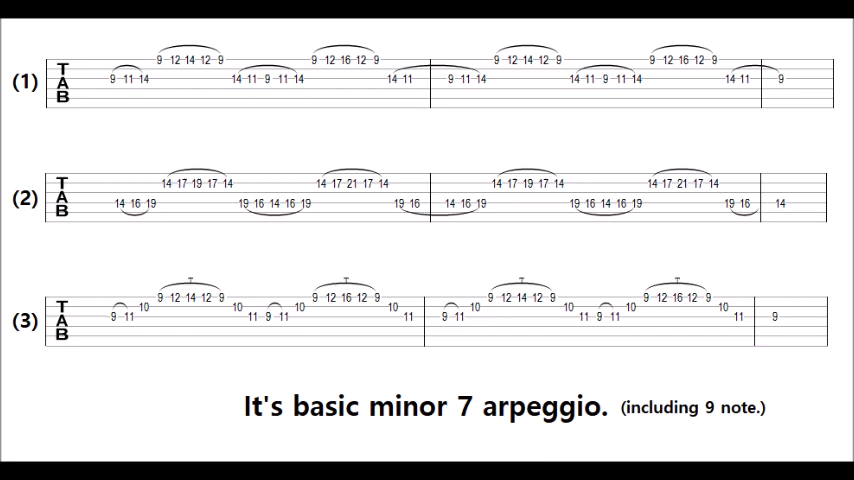 9 12 14 12 9 9 12 16 12 9 9 12 14 12 9 9 12 16 12 9
(1) TAB 9 11 14 14 11 9 11 14 14 11 9 11 14 14 11 9 11 14 14 11 9
14 17 19 17 14 14 17 21 17 14 14 17 19 17 14 14 17 21 17 14
(2) TAB 14 16 19 19 16 14 16 19 19 16 14 16 19 19 16 14 16 19 19 16 14
T T T T
9 12 14 12 9 9 12 16 12 9 9 12 14 12 9 9 12 16 12 9
10 10 10 10 10 10 10 10
(3) TAB 9 11 11 9 11 11 9 11 11 9 11 11 9
It's basic minor 7 arpeggio. (including 9 note.)